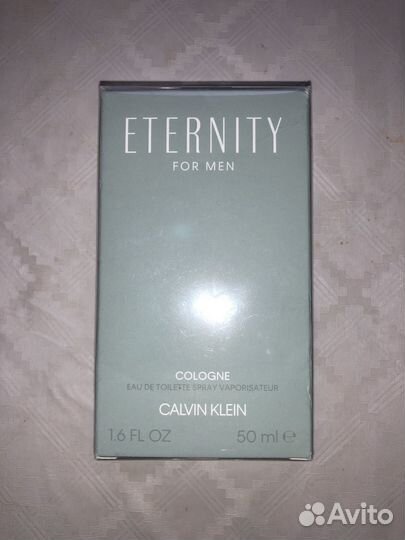 ETERNITY
FOR MEN
COLOGNE
EAU DE TOILETTE SPRAY VAPORISATEUR
CALVIN KLEIN
1.6 FL OZ 50 ml ℮
Avito